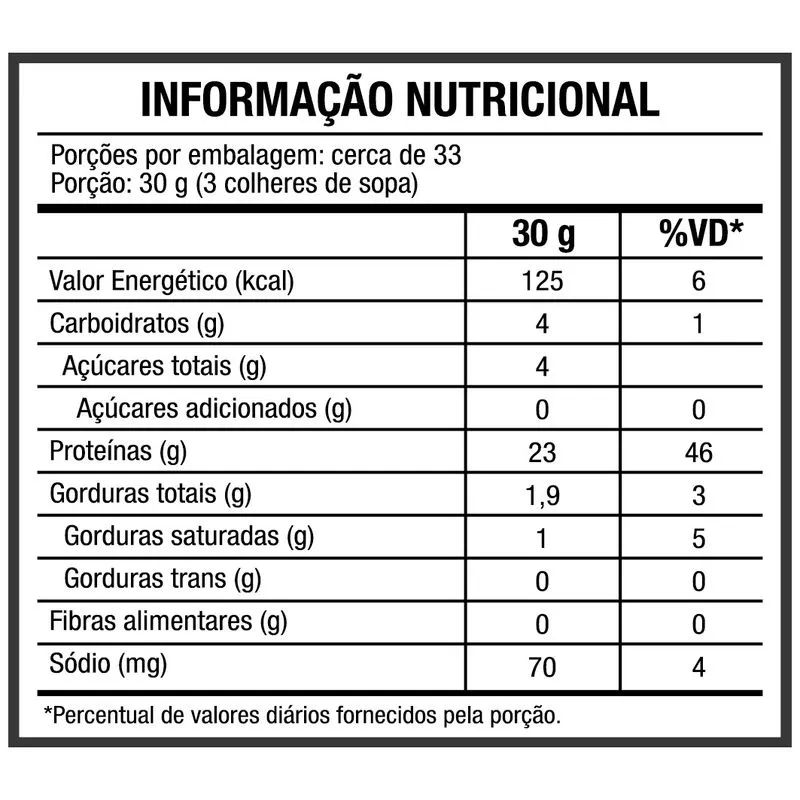 INFORMAÇÃO NUTRICIONAL
Porções por embalagem: cerca de 33
Porção: 30 g (3 colheres de sopa)
30 g %VD*
Valor Energético (kcal) 125 6
Carboidratos (g) 4 1
Açúcares totais (g) 4
Açúcares adicionados (g) 0 0
Proteínas (g) 23 46
Gorduras totais (g) 1,9 3
Gorduras saturadas (g) 1 5
Gorduras trans (g) 0 0
Fibras alimentares (g) 0 0
Sódio (mg) 70 4
*Percentual de valores diários fornecidos pela porção.